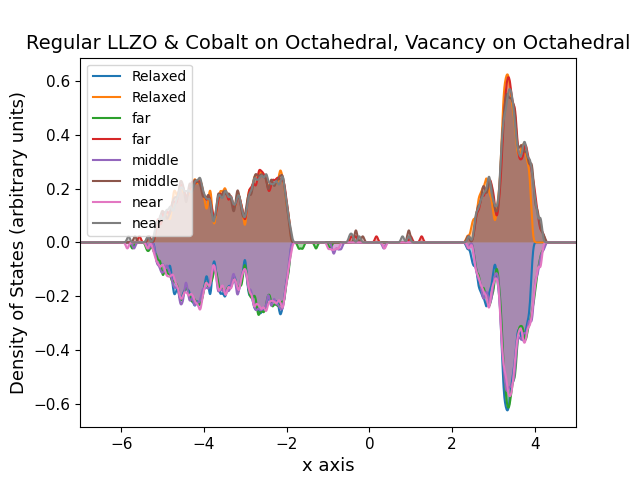 Regular LLZO & Cobalt on Octahedral, Vacancy on Octahedral
Density of States (arbitrary units)
0.6
0.4
0.2
0.0
−0.2
−0.4
−0.6
Relaxed
Relaxed
far
far
middle
middle
near
near
−6
−4
−2
0
2
4
x axis